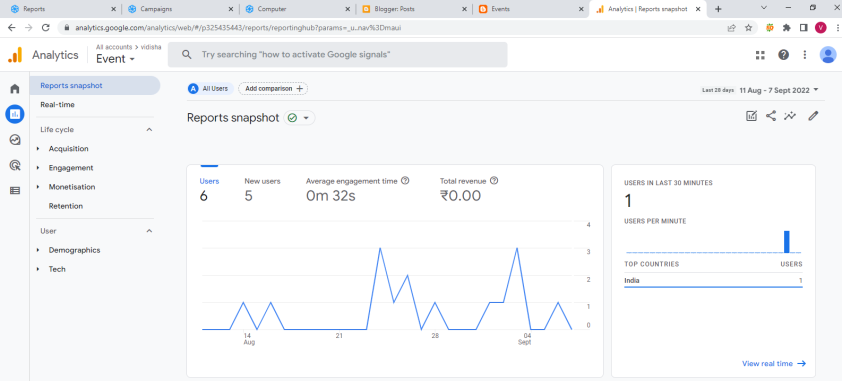 Reports
Campaigns
Computer
Blogger: Posts
Events
Analytics | Reports snapshot
analytics.google.com/analytics/web/#/p325435443/reports/reportinghub?params=_u..nav%3Dmaui
V
Analytics
All accounts > vidisha
Event
Try searching "how to activate Google signals"
Reports snapshot
Real-time
Life cycle
Acquisition
Engagement
Monetisation
Retention
User
Demographics
Tech
A All Users
Add comparison +
Last 28 days 11 Aug - 7 Sept 2022
Reports snapshot
Users
6
New users
5
Average engagement time
0m 32s
Total revenue
₹0.00
4
3
2
1
0
14
Aug
21
28
04
Sept
USERS IN LAST 30 MINUTES
1
USERS PER MINUTE
TOP COUNTRIES USERS
India 1
View real time →